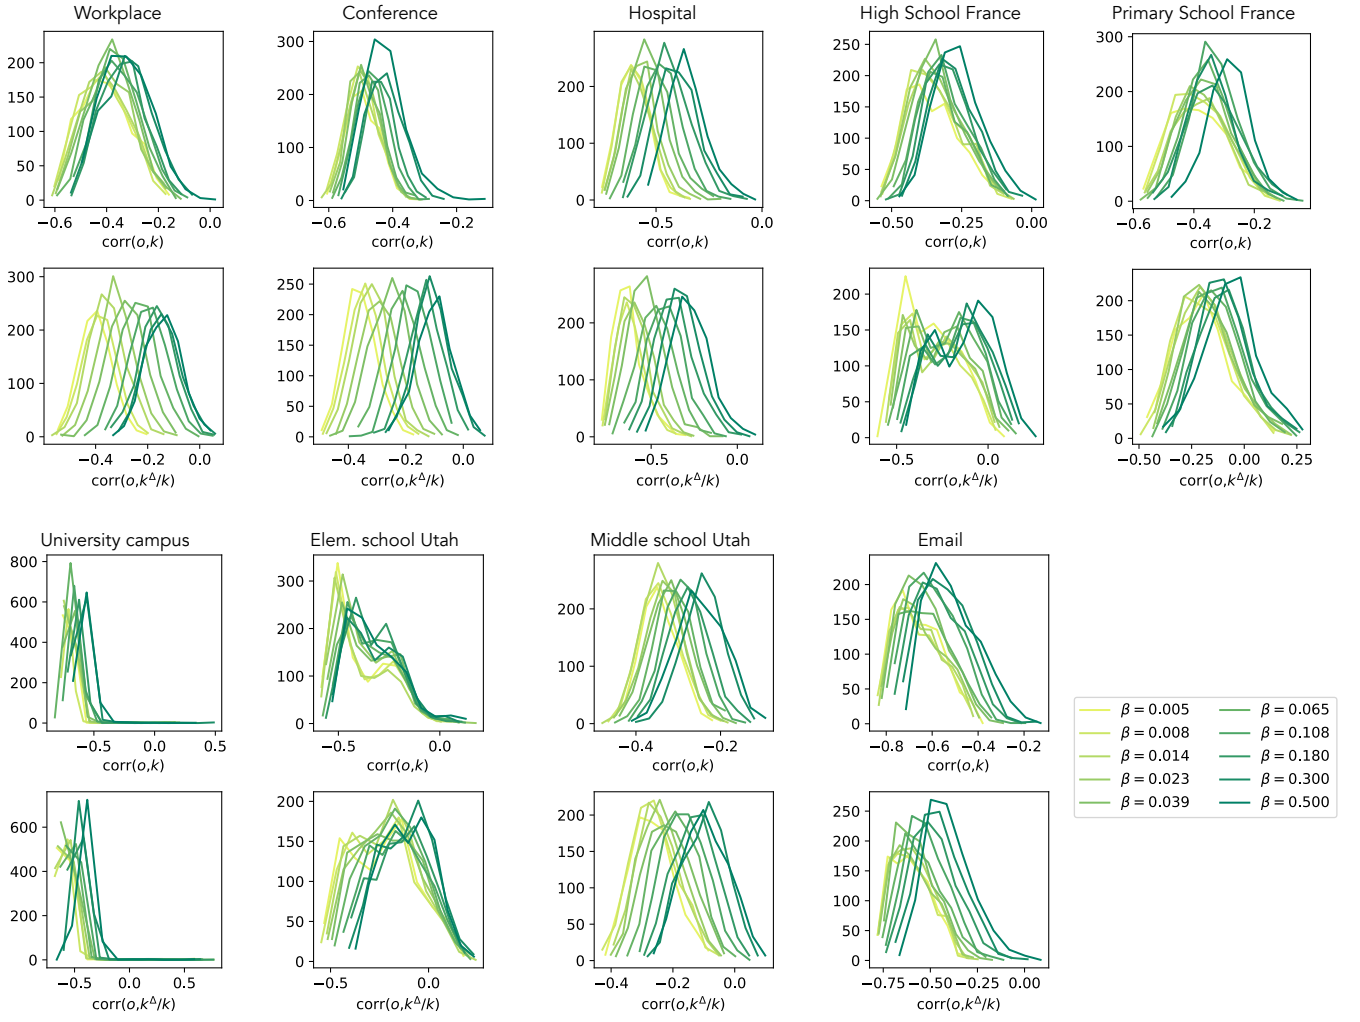 Workplace Conference Hospital High School France Primary School France
200 150 100 50 0
−0.6 −0.4 −0.2 0.0
corr(o,k)
300 200 100 0
−0.6 −0.4 −0.2
corr(o,k)
250 200 150 100 50 0
−0.5 0.0
corr(o,k)
250 200 150 100 50 0
−0.50 −0.25 0.00
corr(o,k)
300 200 100 0
−0.6 −0.4 −0.2
corr(o,k)
300 200 100 0
−0.4 −0.2 0.0
corr(o,k^Δ/k)
250 200 150 100 50 0
−0.4 −0.2 0.0
corr(o,k^Δ/k)
200 100 0
−0.5 0.0
corr(o,k^Δ/k)
200 150 100 50 0
−0.5 0.0
corr(o,k^Δ/k)
200 150 100 50 0
−0.50 −0.25 0.00 0.25
corr(o,k^Δ/k)
University campus Elem. school Utah Middle school Utah Email
800 600 400 200 0
−0.5 0.0 0.5
corr(o,k)
300 200 100 0
−0.5 0.0
corr(o,k)
250 200 150 100 50 0
−0.4 −0.2
corr(o,k)
200 150 100 50 0
−0.8 −0.6 −0.4 −0.2
corr(o,k)
600 400 200 0
−0.5 0.0 0.5
corr(o,k^Δ/k)
200 150 100 50 0
−0.5 0.0
corr(o,k^Δ/k)
200 150 100 50 0
−0.4 −0.2 0.0
corr(o,k^Δ/k)
250 200 150 100 50 0
−0.75 −0.50 −0.25 0.00
corr(o,k^Δ/k)
β = 0.005 β = 0.065
β = 0.008 β = 0.108
β = 0.014 β = 0.180
β = 0.023 β = 0.300
β = 0.039 β = 0.500